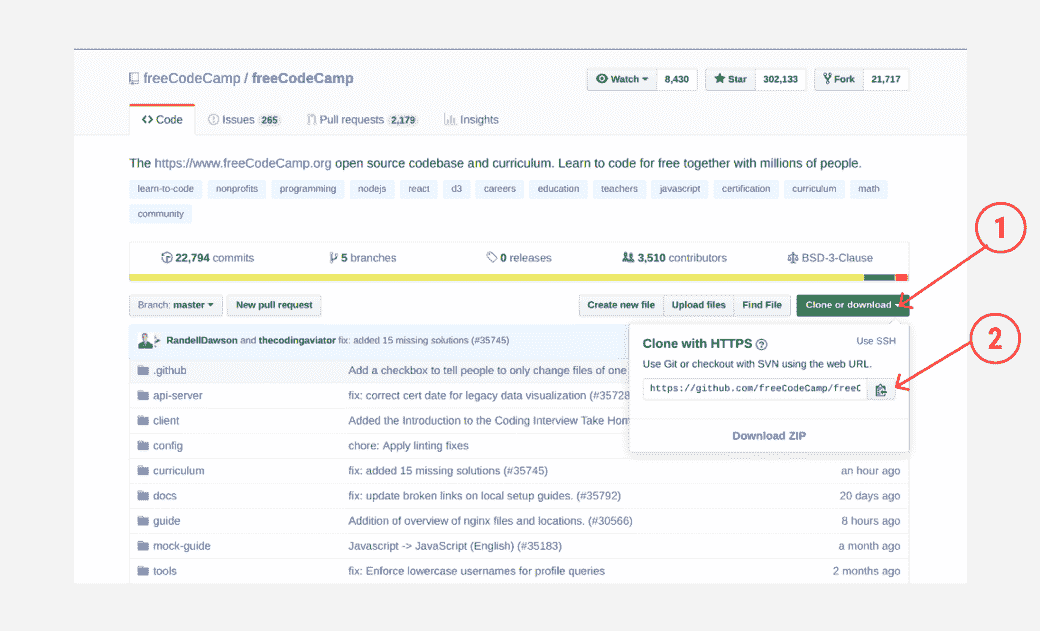 freeCodeCamp / freeCodeCamp
Watch 8,430 Star 302,133 Fork 21,717
Code Issues 265 Pull requests 2,179 Insights
The https://www.freeCodeCamp.org open source codebase and curriculum. Learn to code for free together with millions of people.
learn-to-code nonprofits programming nodejs react d3 careers education teachers javascript certification curriculum math
community
1
22,794 commits 5 branches 0 releases 3,510 contributors BSD-3-Clause
Branch: master New pull request Create new file Upload files Find File Clone or download
2
RandellDawson and thecodingaviator fix: added 15 missing solutions (#35745)
Clone with HTTPS ? Use SSH
Use Git or checkout with SVN using the web URL.
https://github.com/freeCodeCamp/freeC
Download ZIP
.github Add a checkbox to tell people to only change files of one
api-server fix: correct cert date for legacy data visualization (#35728
client Added the Introduction to the Coding Interview Take Hom
config chore: Apply linting fixes
curriculum fix: added 15 missing solutions (#35745) an hour ago
docs fix: update broken links on local setup guides. (#35792) 20 days ago
guide Addition of overview of nginx files and locations. (#30566) 8 hours ago
mock-guide Javascript -> JavaScript (English) (#35183) a month ago
tools fix: Enforce lowercase usernames for profile queries 2 months ago